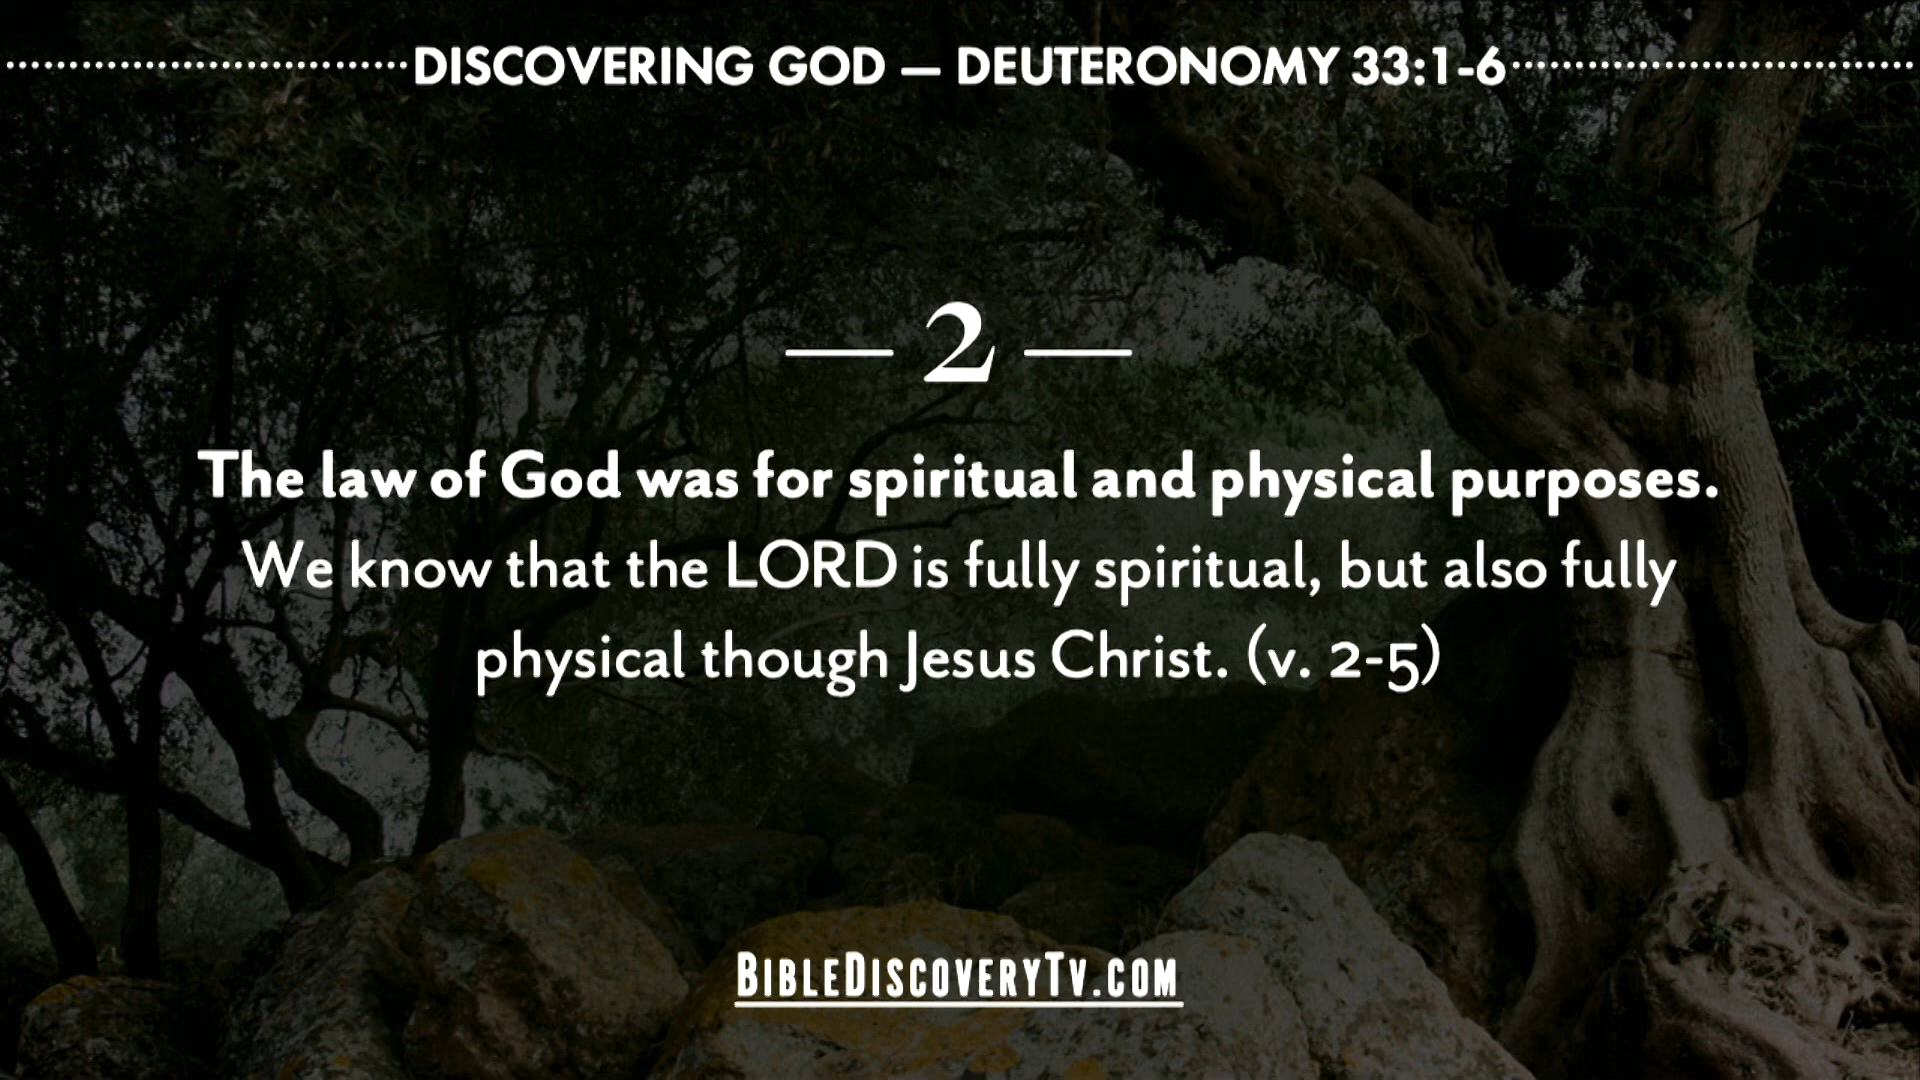 DISCOVERING GOD — DEUTERONOMY 33:1-6
— 2 —
The law of God was for spiritual and physical purposes.
We know that the LORD is fully spiritual, but also fully
physical though Jesus Christ. (v. 2-5)
BIBLEDISCOVERYTV.COM